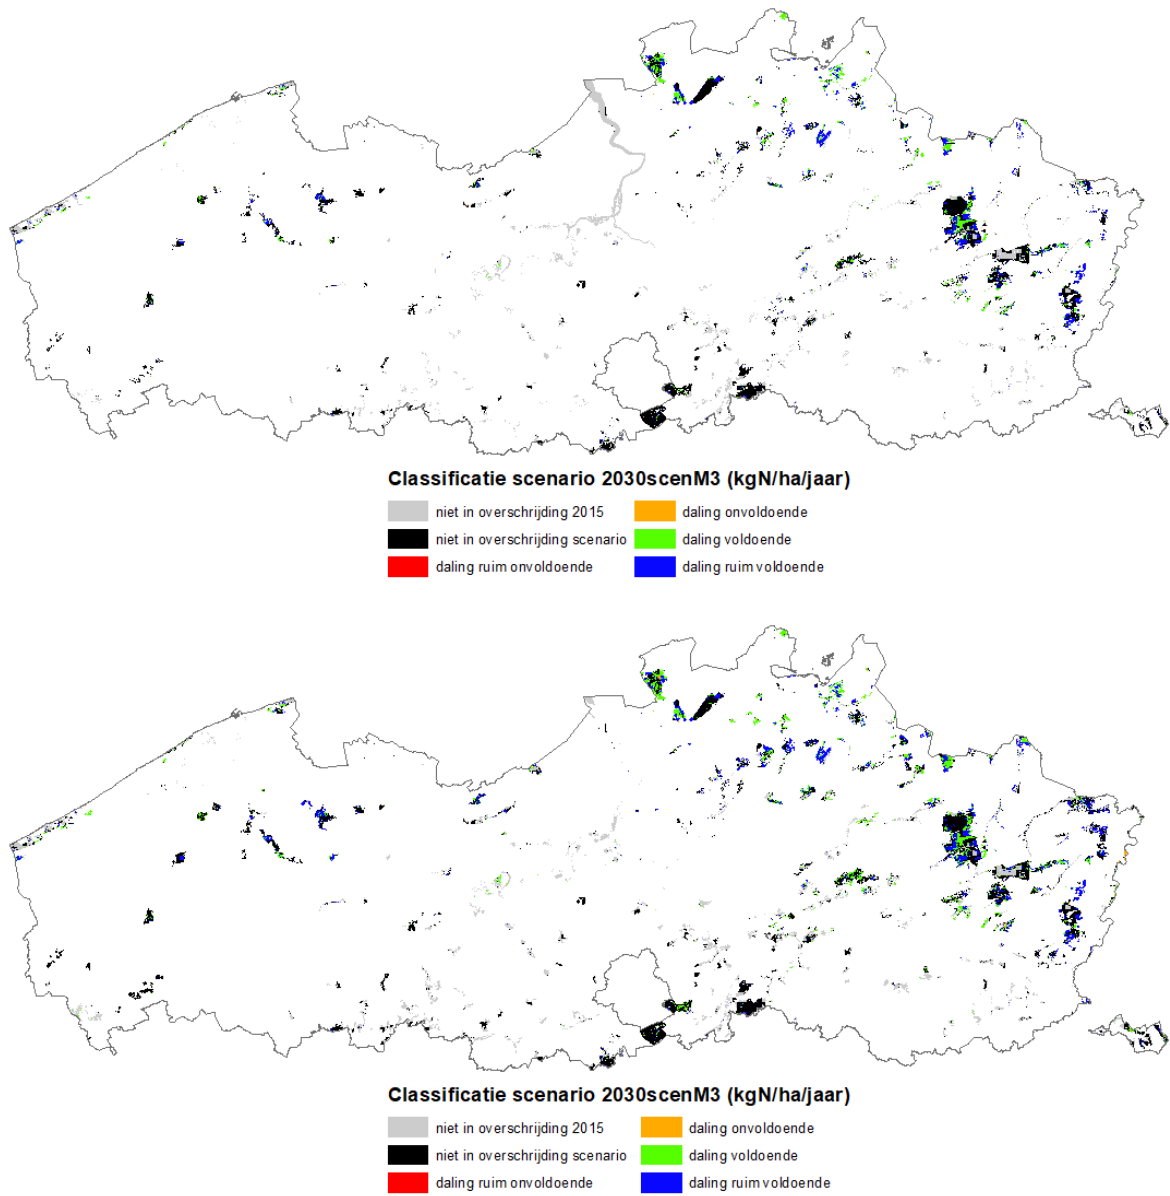 Classificatie scenario 2030scenM3 (kgN/ha/jaar)
niet in overschrijding 2015
daling onvoldoende
niet in overschrijding scenario
daling voldoende
daling ruim onvoldoende
daling ruim voldoende
Classificatie scenario 2030scenM3 (kgN/ha/jaar)
niet in overschrijding 2015
daling onvoldoende
niet in overschrijding scenario
daling voldoende
daling ruim onvoldoende
daling ruim voldoende